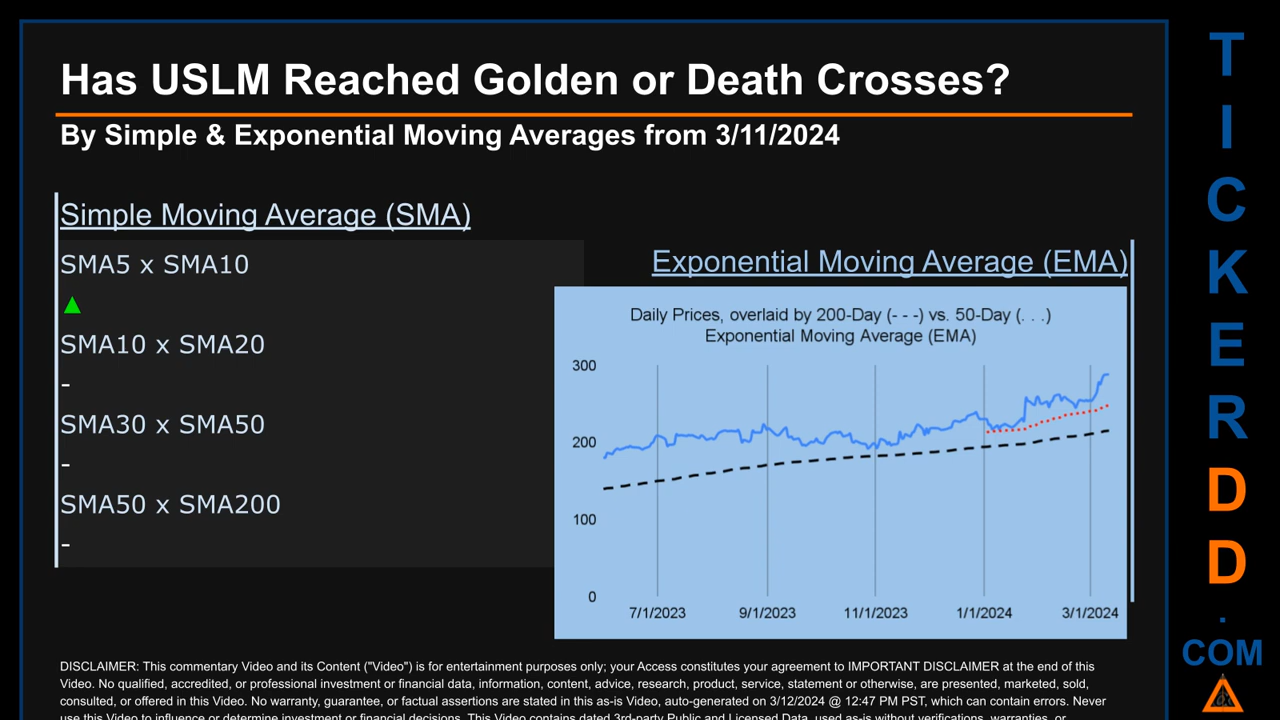 Has USLM Reached Golden or Death Crosses?
By Simple & Exponential Moving Averages from 3/11/2024
Simple Moving Average (SMA)
SMA5 x SMA10
▲
SMA10 x SMA20
-
SMA30 x SMA50
-
SMA50 x SMA200
-
Exponential Moving Average (EMA)
Daily Prices, overlaid by 200-Day (- - -) vs. 50-Day (. . .)
Exponential Moving Average (EMA)
300
200
100
0
7/1/2023 9/1/2023 11/1/2023 1/1/2024 3/1/2024
DISCLAIMER: This commentary Video and its Content ("Video") is for entertainment purposes only; your Access constitutes your agreement to IMPORTANT DISCLAIMER at the end of this
Video. No qualified, accredited, or professional investment or financial data, information, content, advice, research, product, service, statement or otherwise, are presented, marketed, sold,
consulted, or offered in this Video. No warranty, guarantee, or factual assertions are stated in this as-is Video, auto-generated on 3/12/2024 @ 12:47 PM PST, which can contain errors. Never
use this Video to influence or determine investment or financial decisions. This Video contains dated 3rd-party Public and Licensed Data, used as-is without verifications, warranties, or
T
I
C
K
E
R
D
D
.
COM